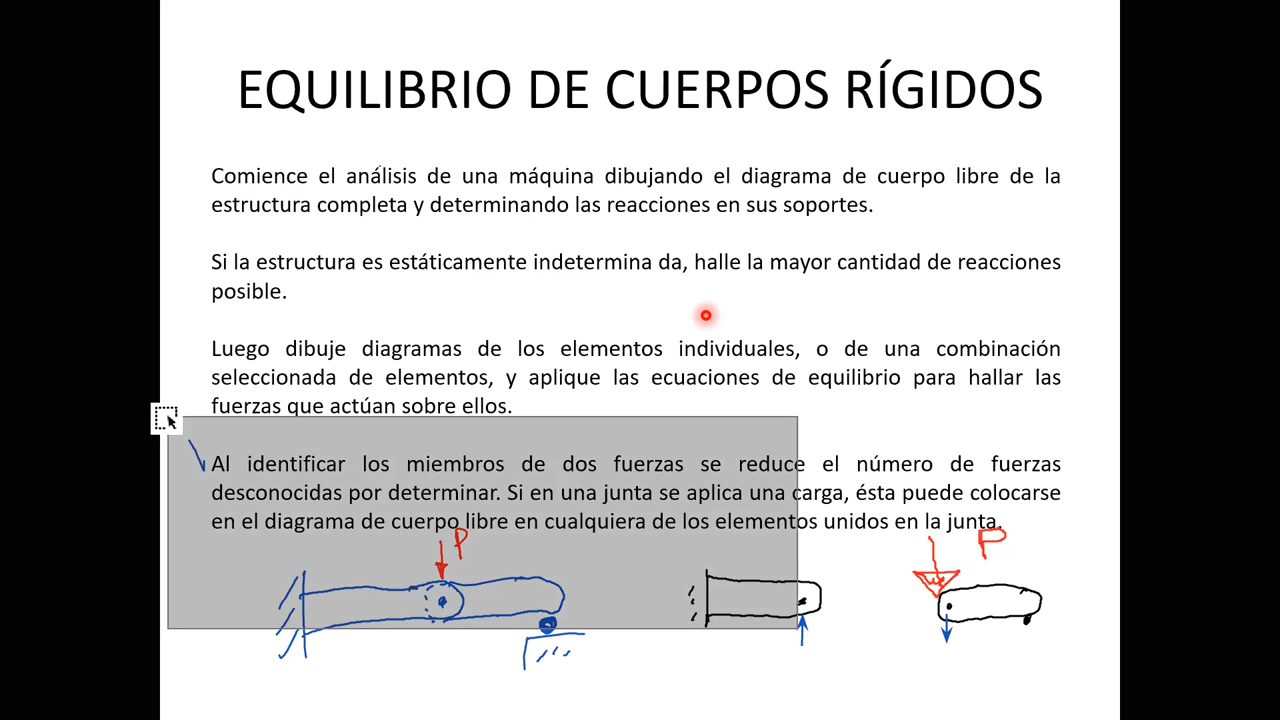 EQUILIBRIO DE CUERPOS RÍGIDOS
Comience el análisis de una máquina dibujando el diagrama de cuerpo libre de la
estructura completa y determinando las reacciones en sus soportes.
Si la estructura es estáticamente indetermina da, halle la mayor cantidad de reacciones
posible.
Luego dibuje diagramas de los elementos individuales, o de una combinación
seleccionada de elementos, y aplique las ecuaciones de equilibrio para hallar las
fuerzas que actúan sobre ellos.
Al identificar los miembros de dos fuerzas se reduce el número de fuerzas
desconocidas por determinar. Si en una junta se aplica una carga, ésta puede colocarse
en el diagrama de cuerpo libre en cualquiera de los elementos unidos en la junta.
P
P